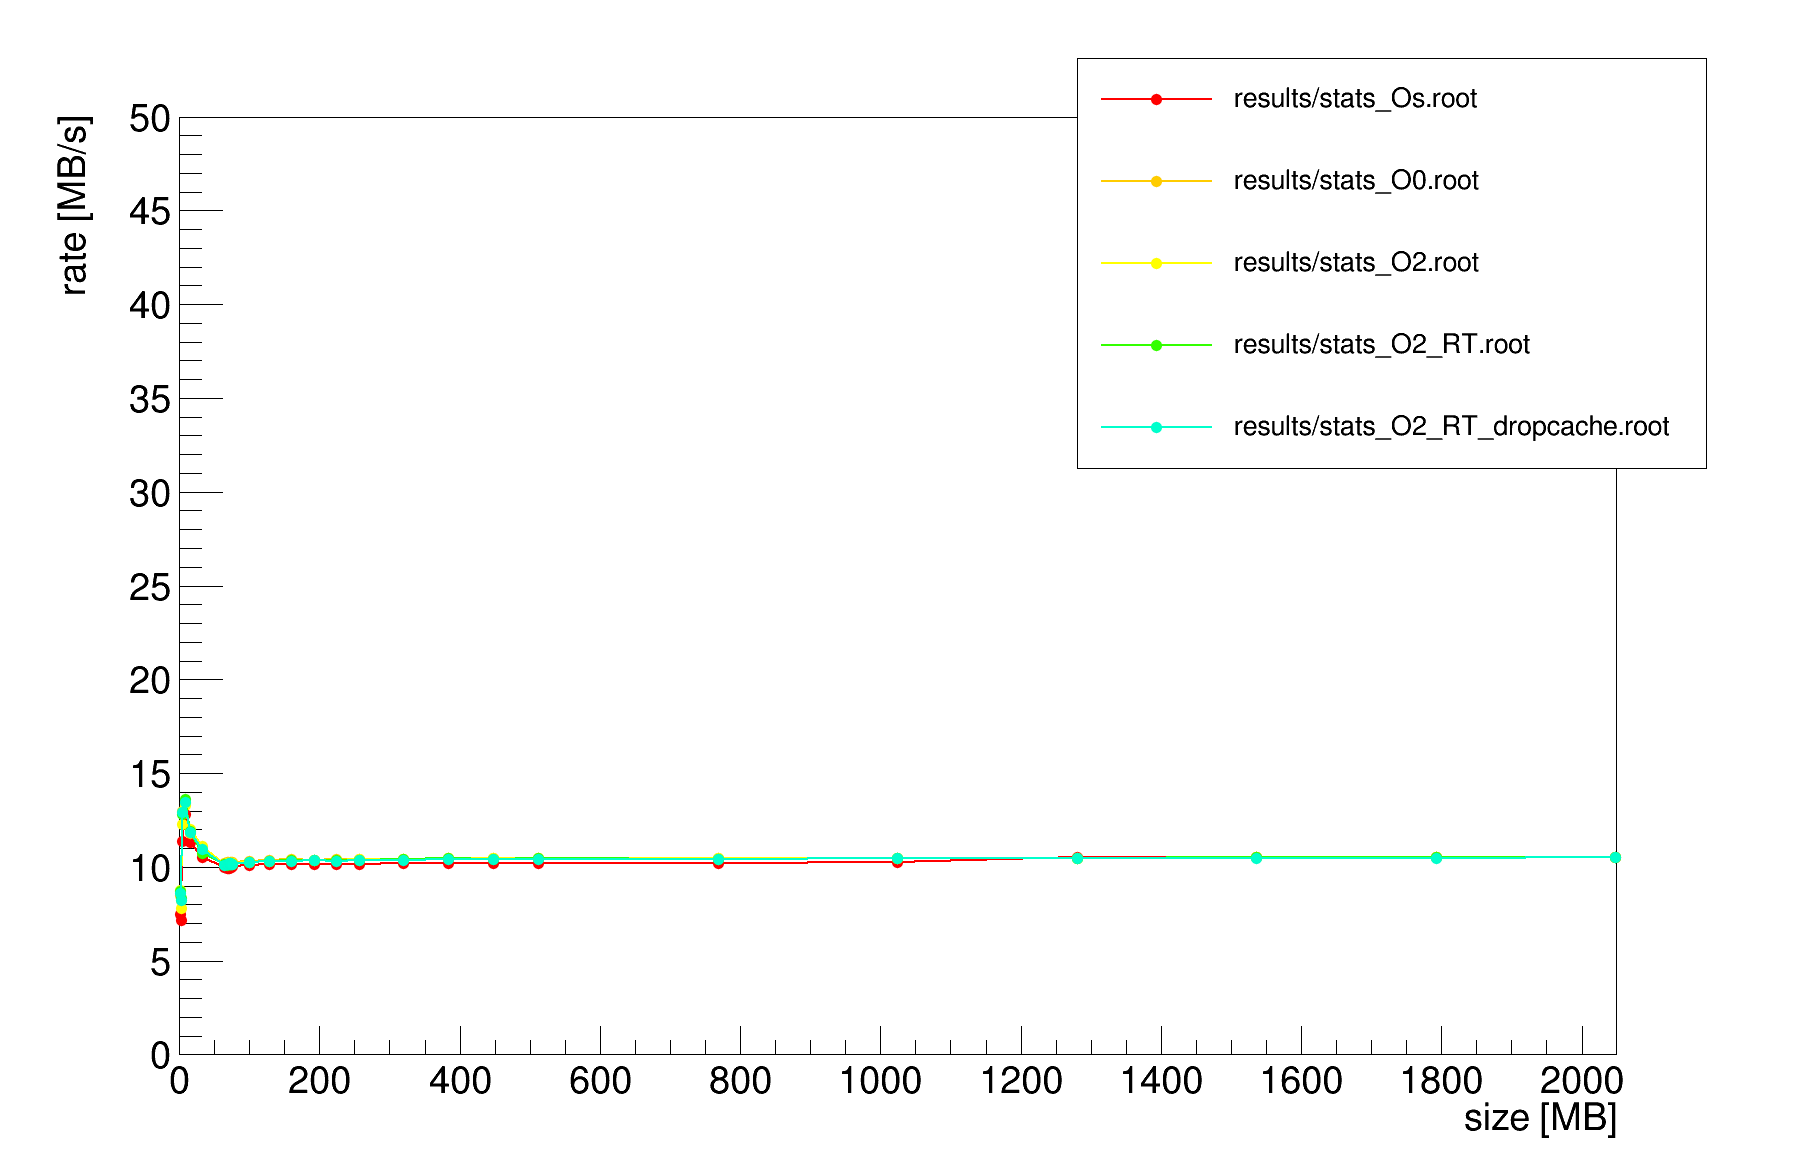 results/stats_Os.root
results/stats_O0.root
results/stats_O2.root
results/stats_O2_RT.root
results/stats_O2_RT_dropcache.root
rate [MB/s]
50
45
40
35
30
25
20
15
10
5
0
0 200 400 600 800 1000 1200 1400 1600 1800 2000
size [MB]